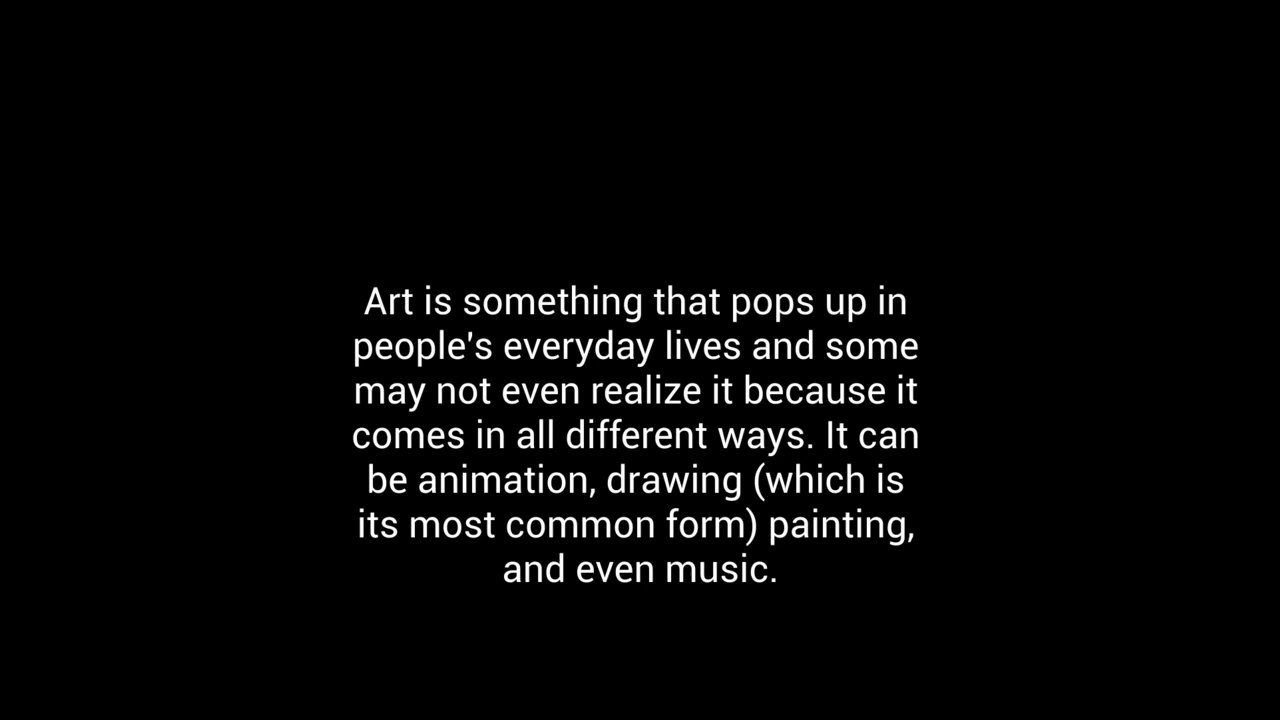 Art is something that pops up in
people's everyday lives and some
may not even realize it because it
comes in all different ways. It can
be animation, drawing (which is
its most common form) painting,
and even music.